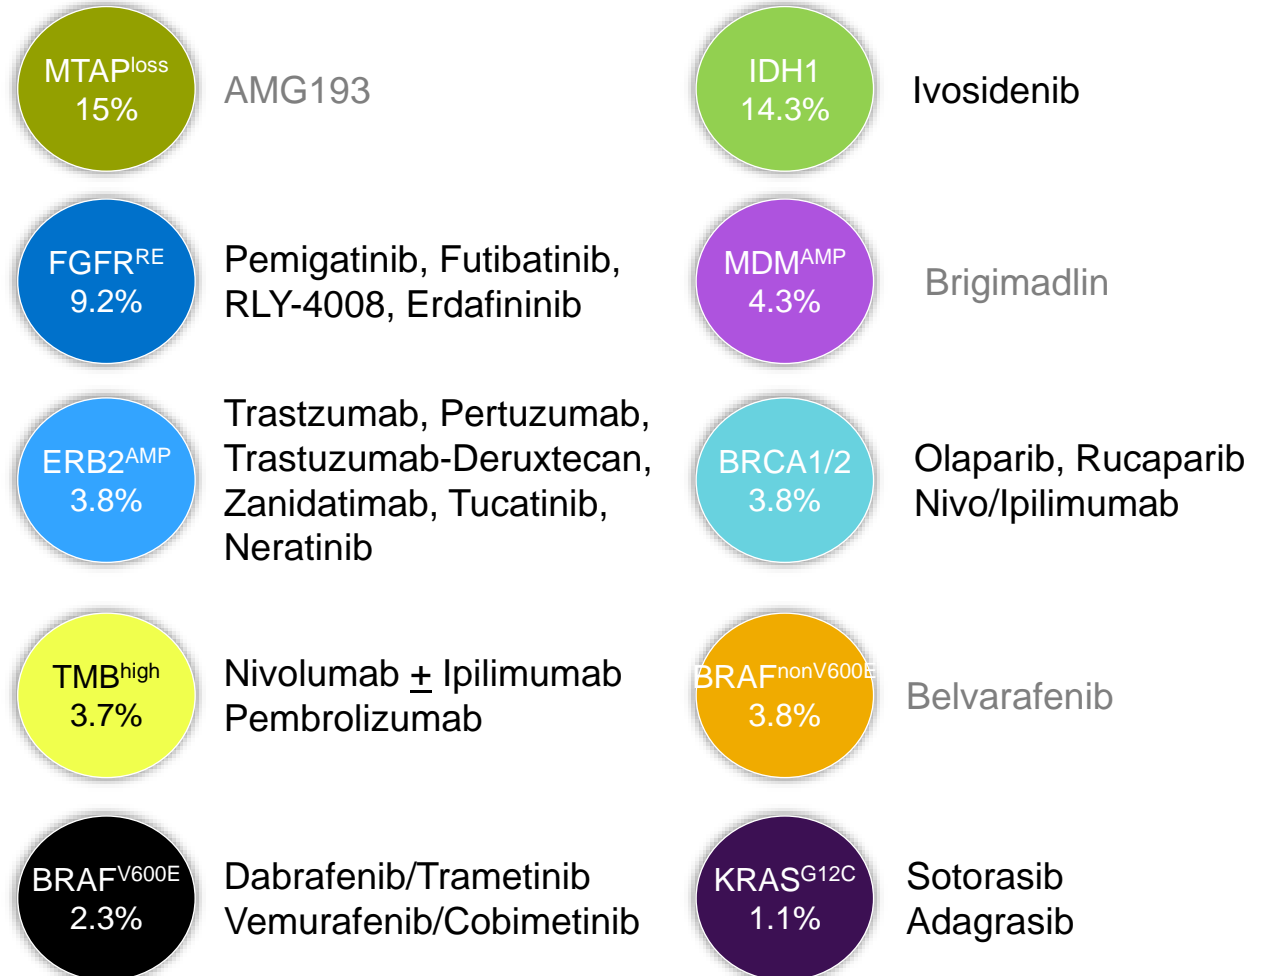 MTAPloss
15%
AMG193
IDH1
14.3%
Ivosidenib
FGFRRE
9.2%
Pemigatinib, Futibatinib,
RLY-4008, Erdafininib
MDMAMP
4.3%
Brigimadlin
ERB2AMP
3.8%
Trastzumab, Pertuzumab,
Trastuzumab-Deruxtecan,
Zanidatimab, Tucatinib,
Neratinib
BRCA1/2
3.8%
Olaparib, Rucaparib
Nivo/Ipilimumab
TMBhigh
3.7%
Nivolumab ± Ipilimumab
Pembrolizumab
BRAFnonV600E
3.8%
Belvarafenib
BRAFV600E
2.3%
Dabrafenib/Trametinib
Vemurafenib/Cobimetinib
KRASG12C
1.1%
Sotorasib
Adagrasib